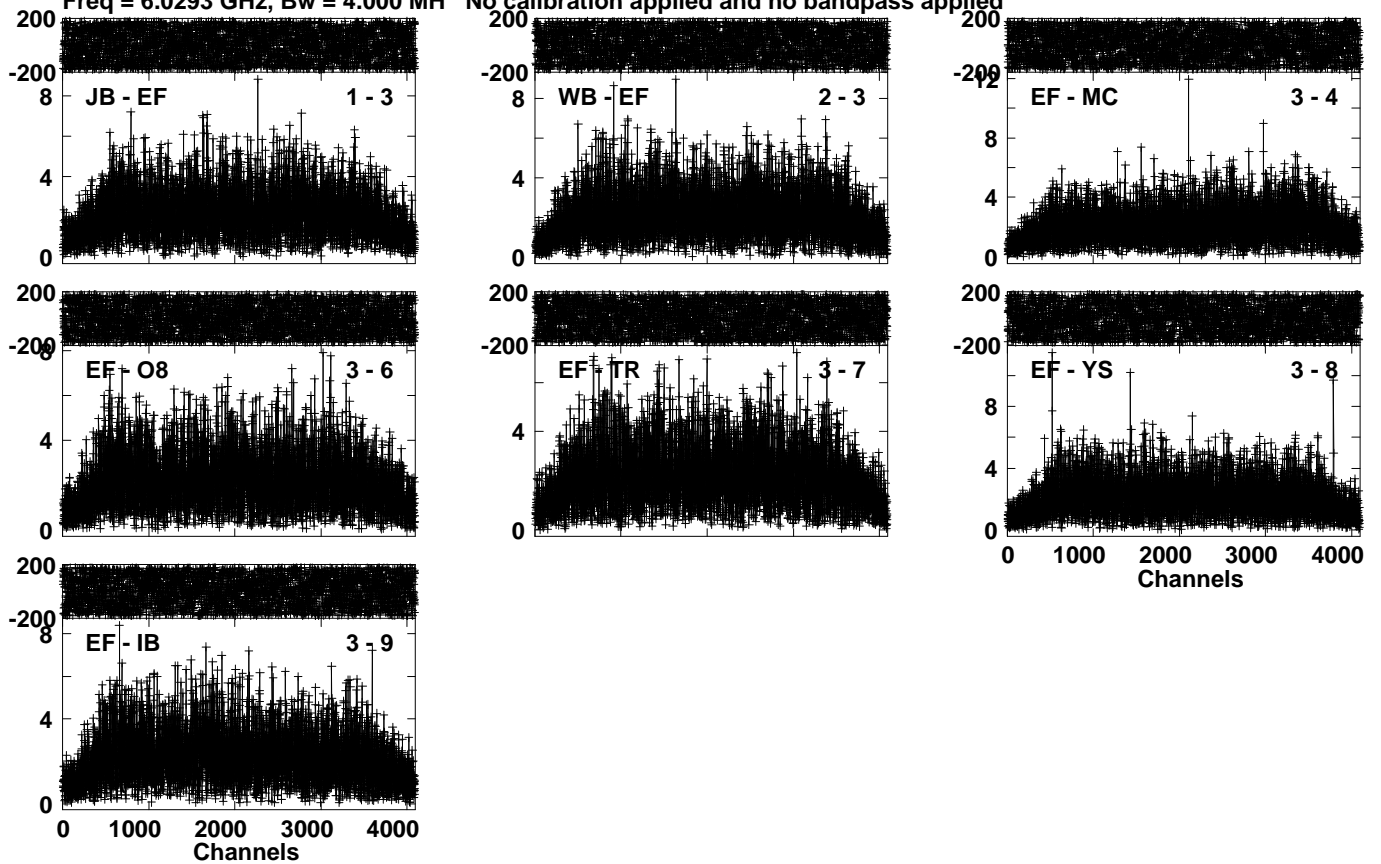 Freq = 6.0293 GHz, Bw = 4.000 MH No calibration applied and no bandpass applied
200 200 200
-200 -200 -200
JB - EF 1 - 3 WB - EF 2 - 3 EF - MC 3 - 4
8 8 12
4 4 8
0 0 4
0
200 200 200
-200 -200 -200
EF - O8 3 - 6 EF - TR 3 - 7 EF - YS 3 - 8
8 4 8
4 0 4
0 0
0 1000 2000 3000 4000
Channels
200
-200
EF - IB 3 - 9
8
4
0
0 1000 2000 3000 4000
Channels